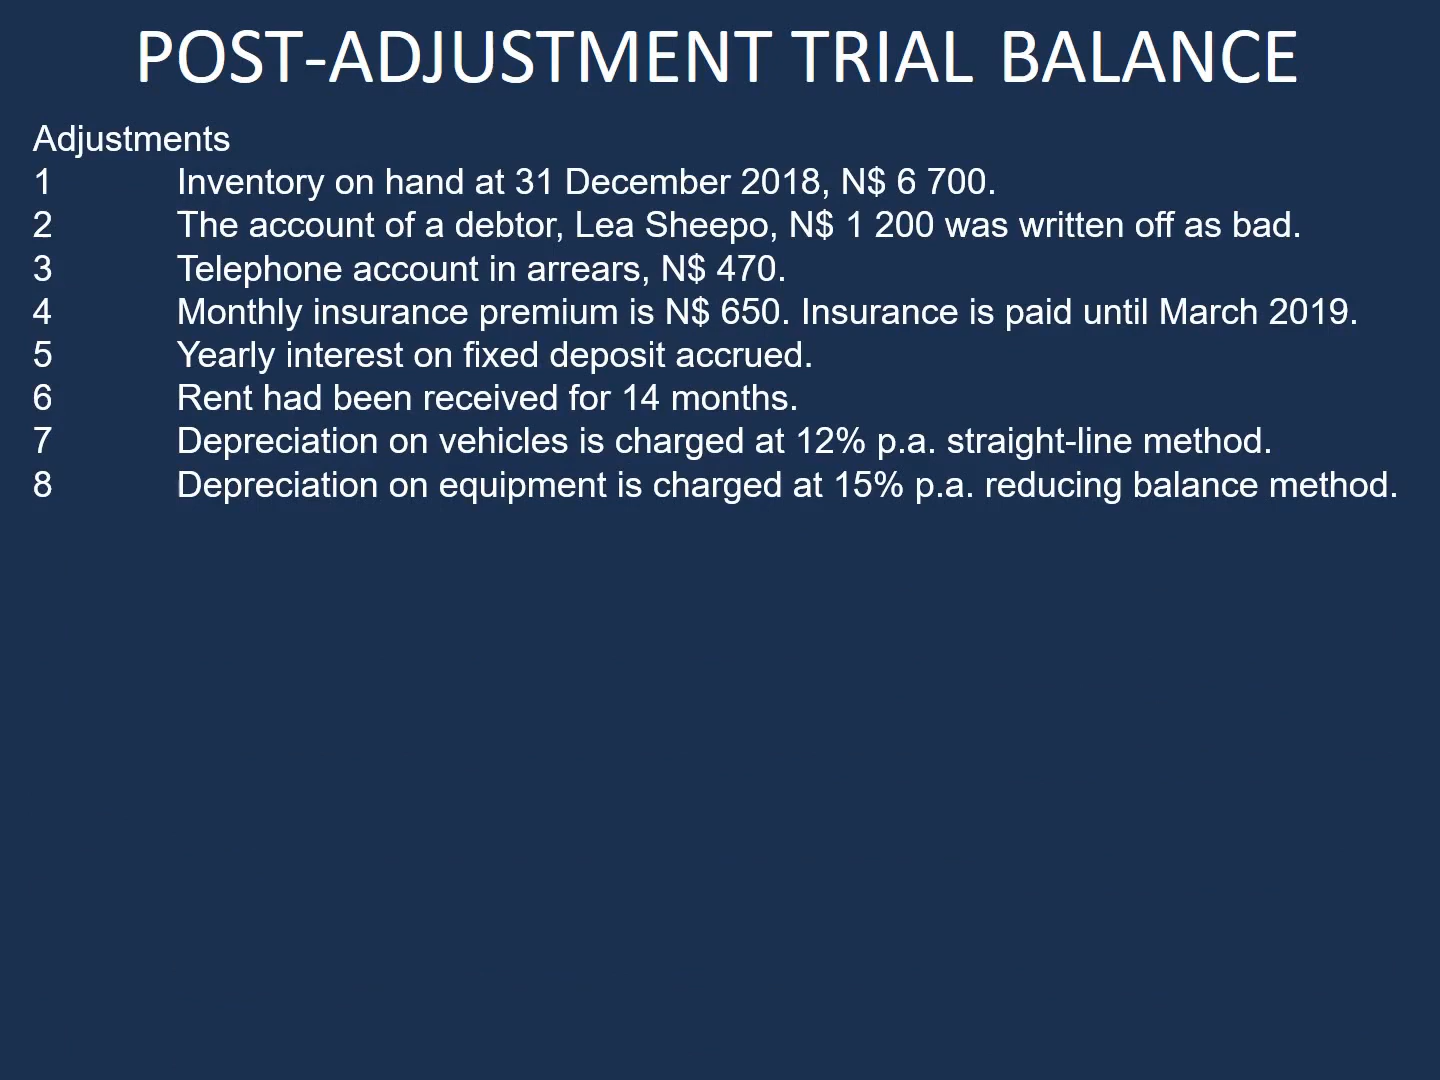 POST-ADJUSTMENT TRIAL BALANCE
Adjustments
1 Inventory on hand at 31 December 2018, N$ 6 700.
2 The account of a debtor, Lea Sheepo, N$ 1 200 was written off as bad.
3 Telephone account in arrears, N$ 470.
4 Monthly insurance premium is N$ 650. Insurance is paid until March 2019.
5 Yearly interest on fixed deposit accrued.
6 Rent had been received for 14 months.
7 Depreciation on vehicles is charged at 12% p.a. straight-line method.
8 Depreciation on equipment is charged at 15% p.a. reducing balance method.